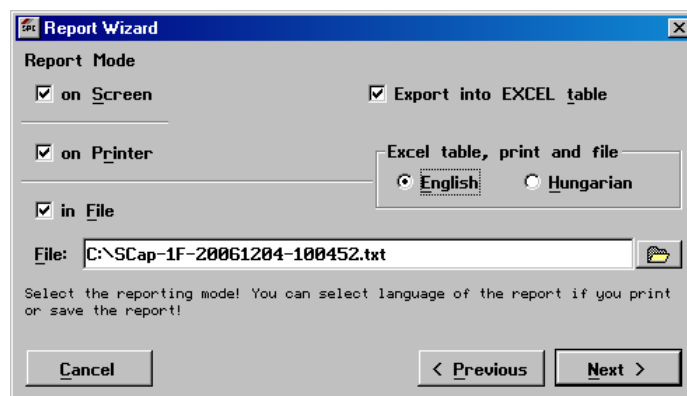 SPC Report Wizard
Report Mode
on Screen
Export into EXCEL table
on Printer
Excel table, print and file
English Hungarian
in File
File: C:\SCap-1F-20061204-100452.txt
Select the reporting mode! You can select language of the report if you print
or save the report!
Cancel < Previous Next >